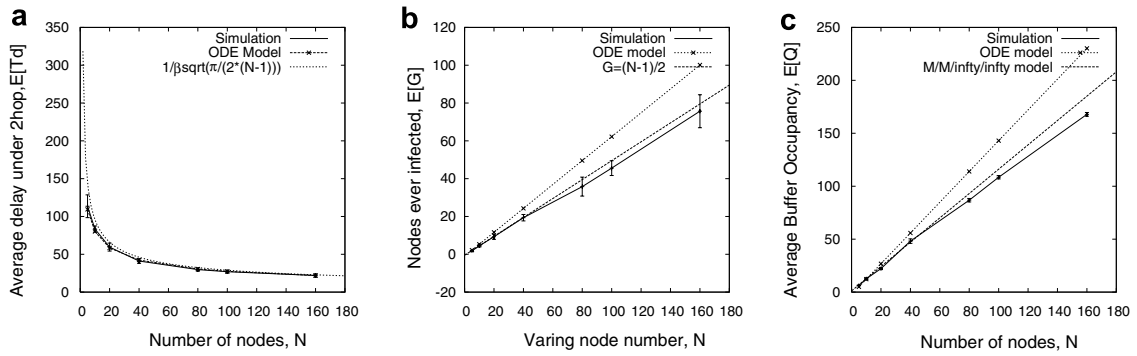 a
350
300
250
200
150
100
50
0
0 20 40 60 80 100 120 140 160 180
Average delay under 2hop,E[Td]
Number of nodes, N
Simulation
ODE Model
1/βsqrt(π/(2*(N-1)))
b
120
100
80
60
40
20
0
0 20 40 60 80 100 120 140 160 180
Nodes ever infected, E[G]
Varing node number, N
Simulation
ODE model
G=(N-1)/2
c
250
200
150
100
50
0
0 20 40 60 80 100 120 140 160 180
Average Buffer Occupancy, E[Q]
Number of nodes, N
Simulation
ODE model
M/M/infty/infty model